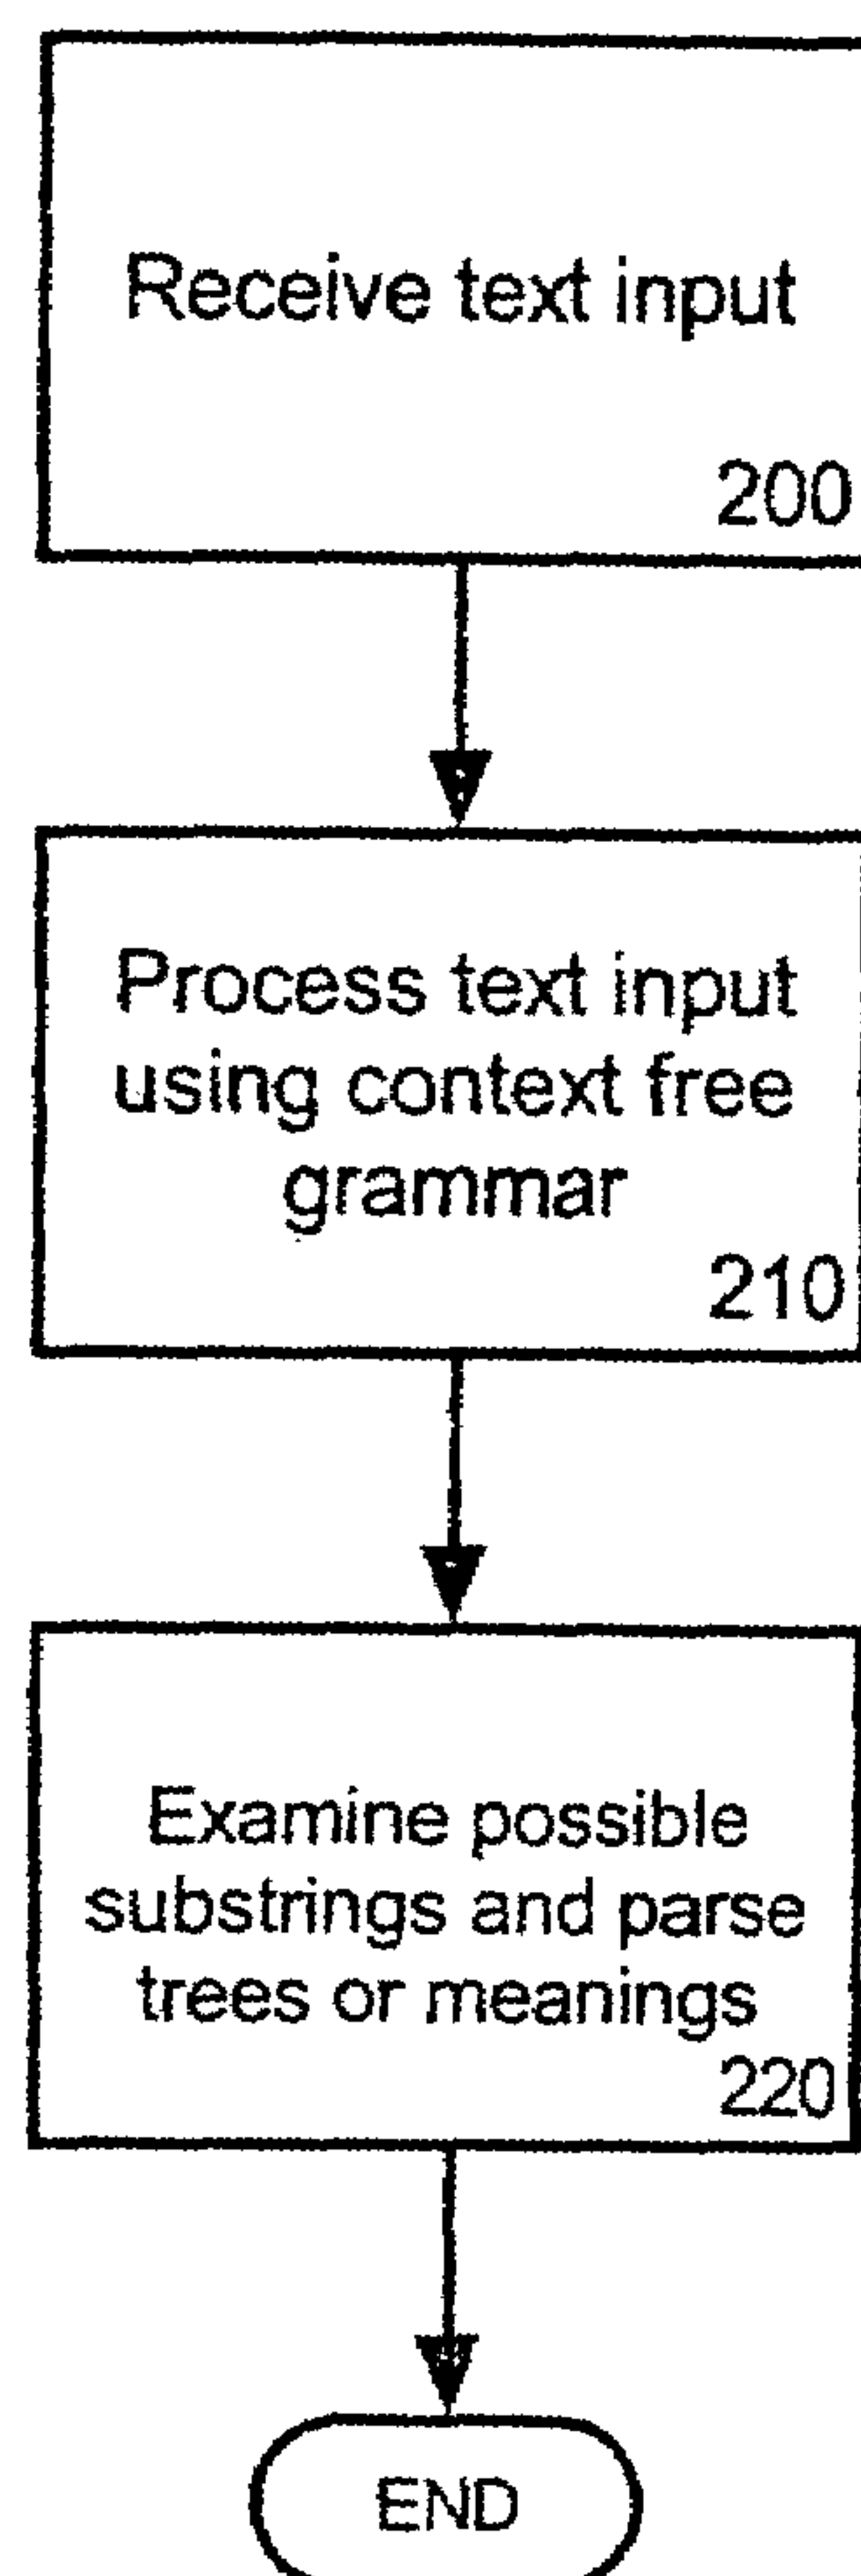 Receive text input
200
Process text input
using context free
grammar
210
Examine possible
substrings and parse
trees or meanings
220
END